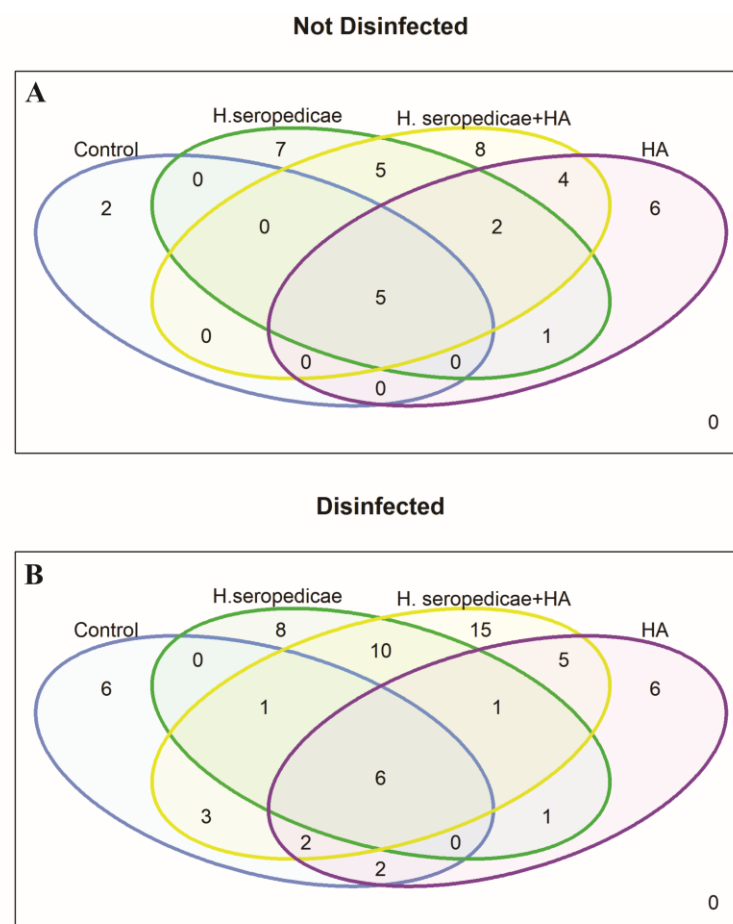 Not Disinfected
A
H.seropedicae
H. seropedicae+HA
Control
HA
7
8
5
4
0
2
6
0
2
5
0
1
0
0
0
0
Disinfected
B
H.seropedicae
H. seropedicae+HA
Control
HA
8
15
10
5
0
6
6
1
1
6
3
1
2
0
2
0